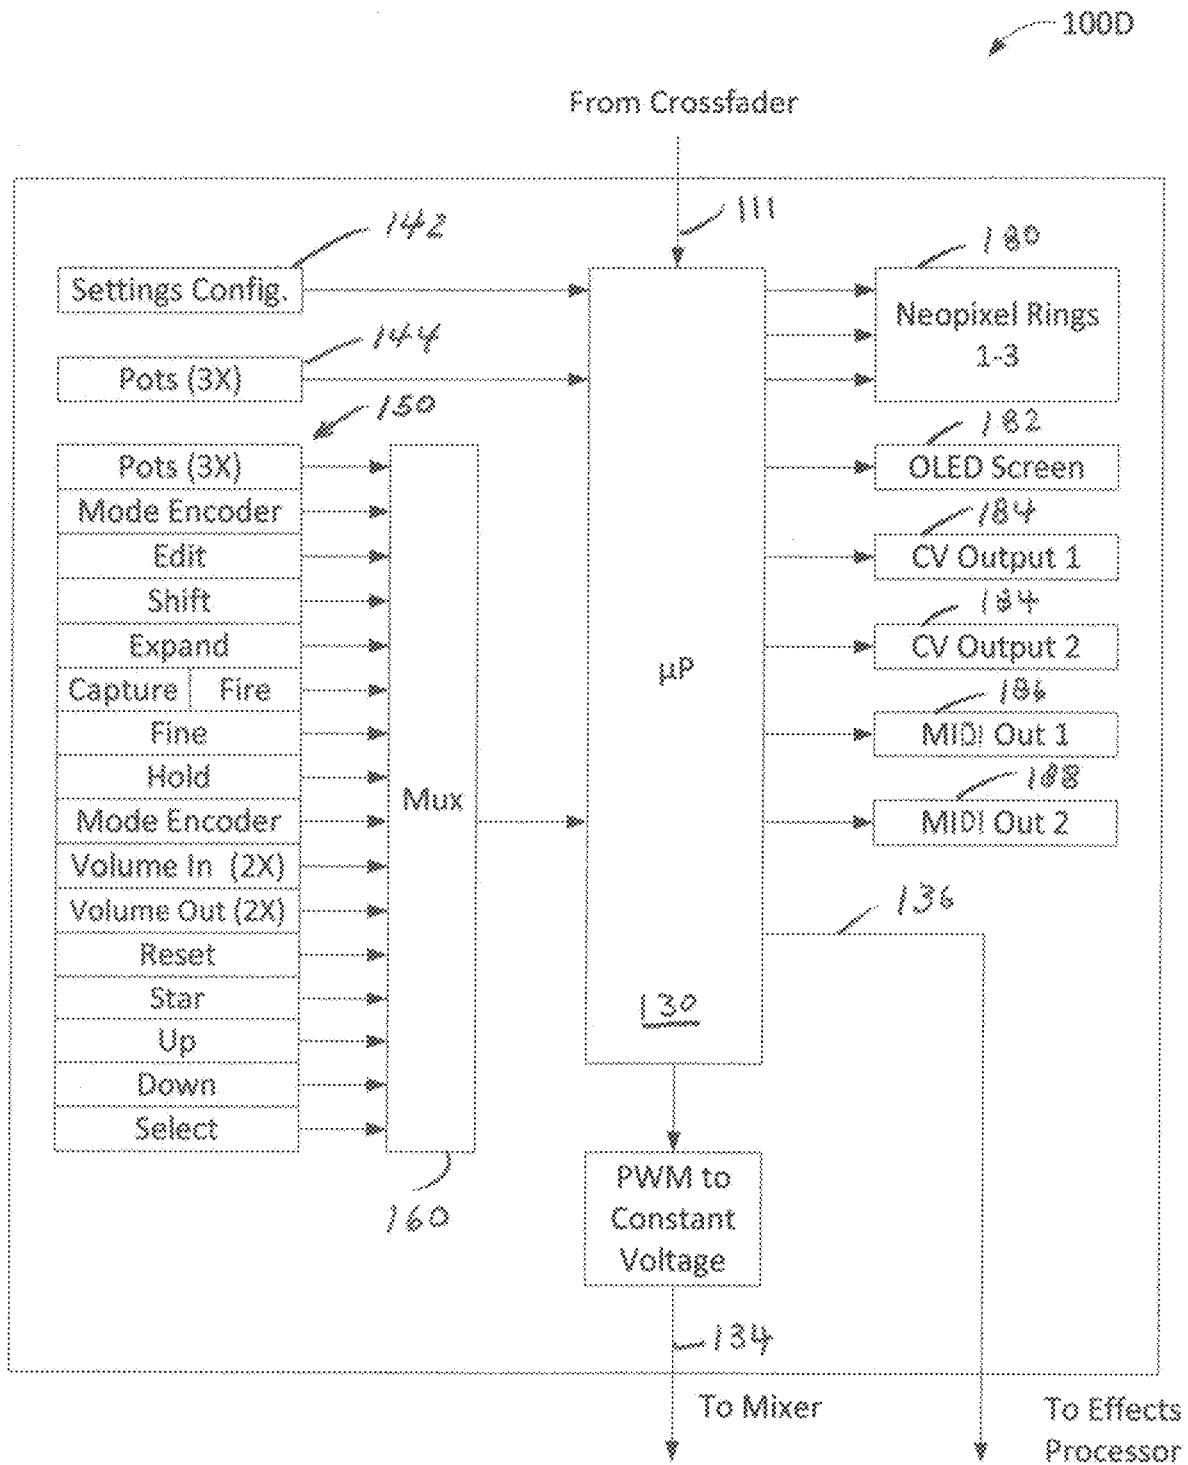 100D
From Crossfader
111
142
Settings Config.
144
Pots (3X)
150
Pots (3X)
Mode Encoder
Edit
Shift
Expand
Capture Fire
Fine
Hold
Mode Encoder
Volume In (2X)
Volume Out (2X)
Reset
Star
Up
Down
Select
Mux
160
µP
130
180
Neopixel Rings
1-3
182
OLED Screen
184
CV Output 1
184
CV Output 2
186
MIDI Out 1
188
MIDI Out 2
136
PWM to
Constant
Voltage
134
To Mixer
To Effects
Processor